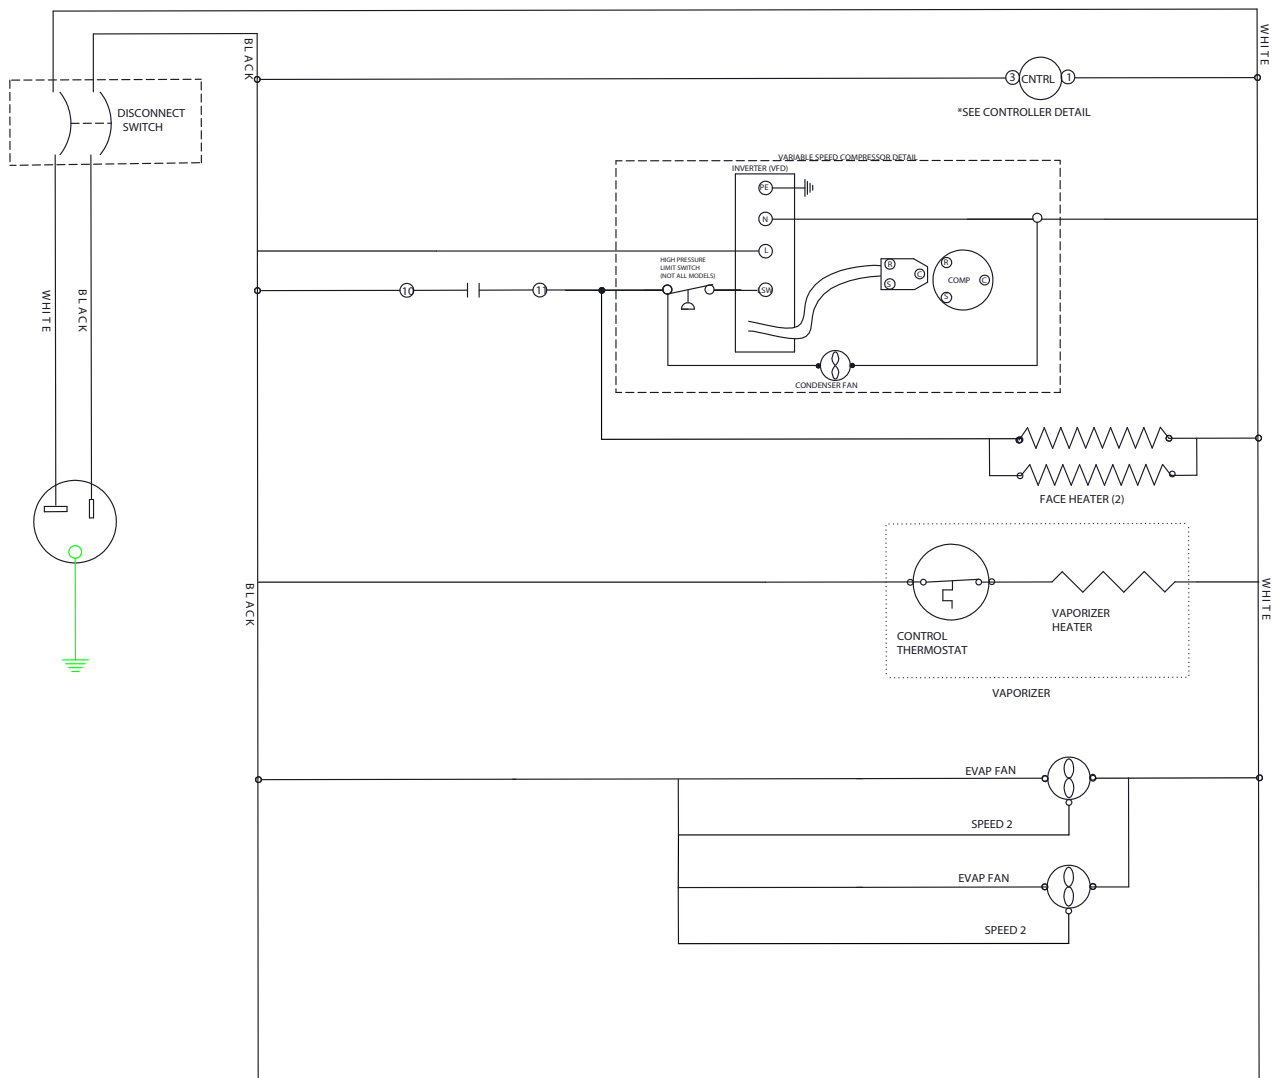 BLACK
WHITE
3
CNTRL
1
*SEE CONTROLLER DETAIL
DISCONNECT
SWITCH
VARIABLE SPEED COMPRESSOR DETAIL
INVERTER (VFD)
PE
N
L
HIGH PRESSURE
LIMIT SWITCH
(NOT ALL MODELS)
R
C
S
R
COMP
C
S
10
11
LSW
WHITE
BLACK
CONDENSER FAN
FACE HEATER (2)
BLACK
WHITE
CONTROL
THERMOSTAT
VAPORIZER
HEATER
VAPORIZER
EVAP FAN
SPEED 2
EVAP FAN
SPEED 2